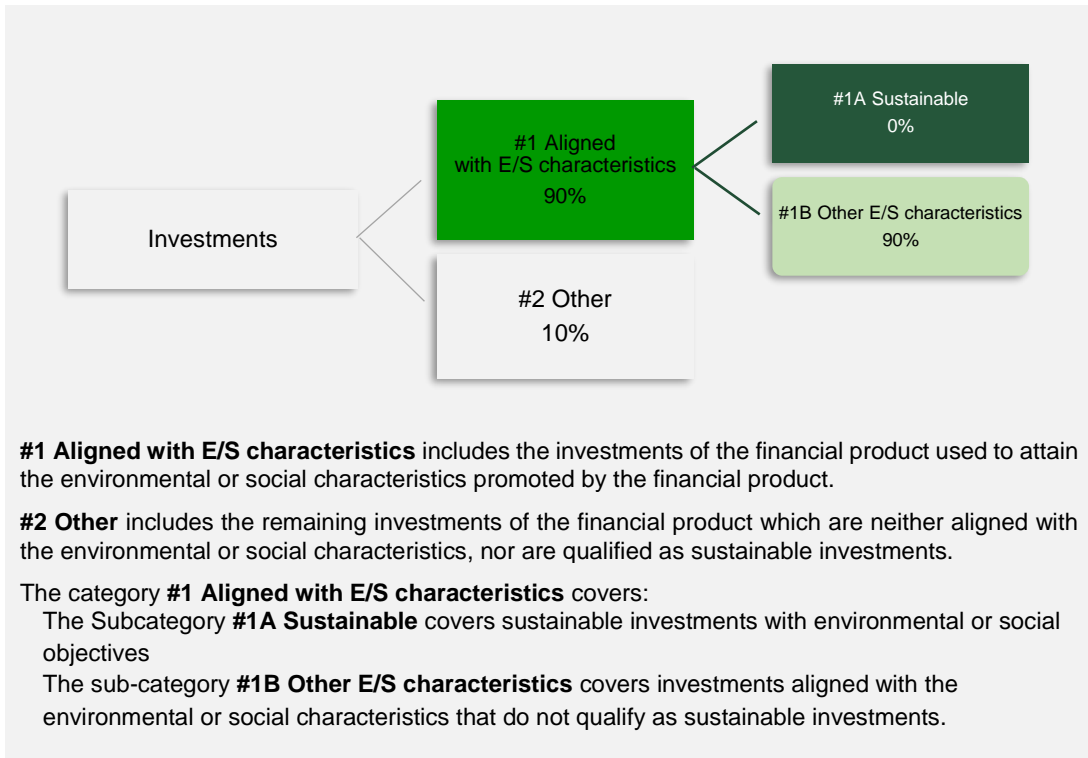 Investments
#1 Aligned
with E/S characteristics
90%
#2 Other
10%
#1A Sustainable
0%
#1B Other E/S characteristics
90%
#1 Aligned with E/S characteristics includes the investments of the financial product used to attain
the environmental or social characteristics promoted by the financial product.
#2 Other includes the remaining investments of the financial product which are neither aligned with
the environmental or social characteristics, nor are qualified as sustainable investments.
The category #1 Aligned with E/S characteristics covers:
The Subcategory #1A Sustainable covers sustainable investments with environmental or social
objectives
The sub-category #1B Other E/S characteristics covers investments aligned with the
environmental or social characteristics that do not qualify as sustainable investments.